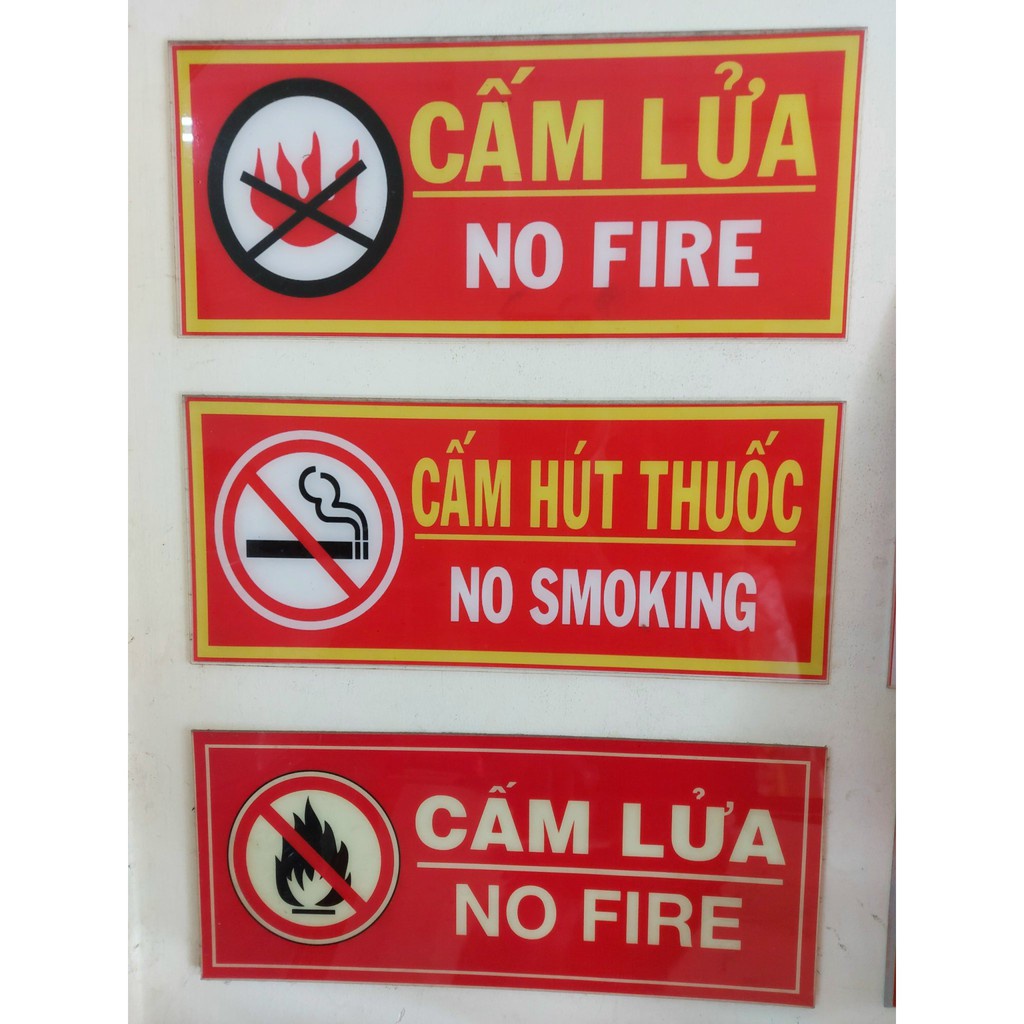 CẤM LỬA
NO FIRE
CẤM HÚT THUỐC
NO SMOKING
CẤM LỬA
NO FIRE